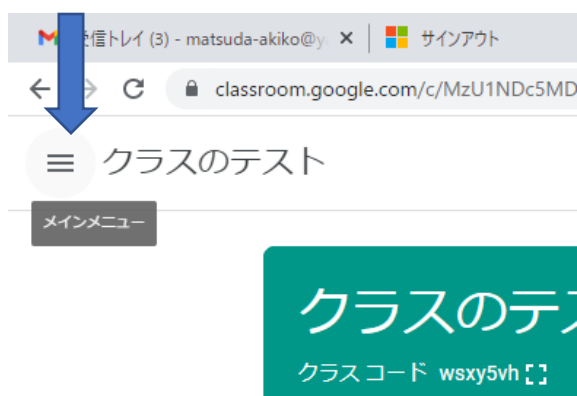 受信トレイ (3) - matsuda-akiko@y
サインアウト
classroom.google.com/c/MzU1NDc5MD
クラスのテスト
メインメニュー
クラスのテス
クラス コード wsxy5vh